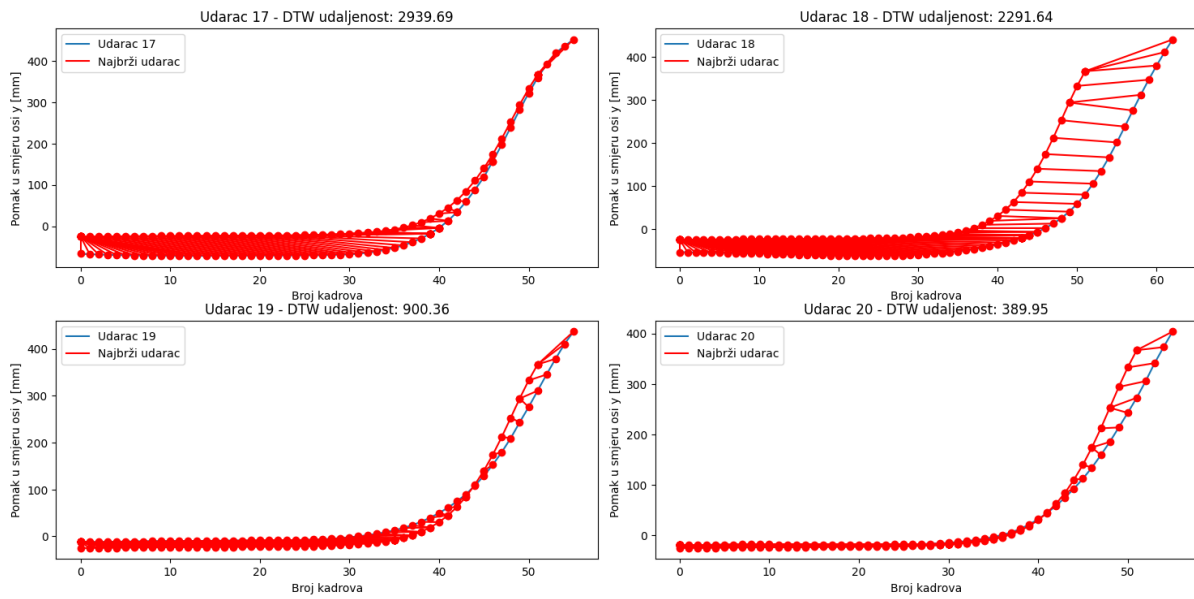 Udarac 17 - DTW udaljenost: 2939.69
Udarac 17
Najbrži udarac
Pomak u smjeru osi y [mm]
400
300
200
100
0
0 10 20 30 40 50
Broj kadrova
Udarac 18 - DTW udaljenost: 2291.64
Udarac 18
Najbrži udarac
Pomak u smjeru osi y [mm]
400
300
200
100
0
0 10 20 30 40 50 60
Broj kadrova
Udarac 19 - DTW udaljenost: 900.36
Udarac 19
Najbrži udarac
Pomak u smjeru osi y [mm]
400
300
200
100
0
0 10 20 30 40 50
Broj kadrova
Udarac 20 - DTW udaljenost: 389.95
Udarac 20
Najbrži udarac
Pomak u smjeru osi y [mm]
400
300
200
100
0
0 10 20 30 40 50
Broj kadrova